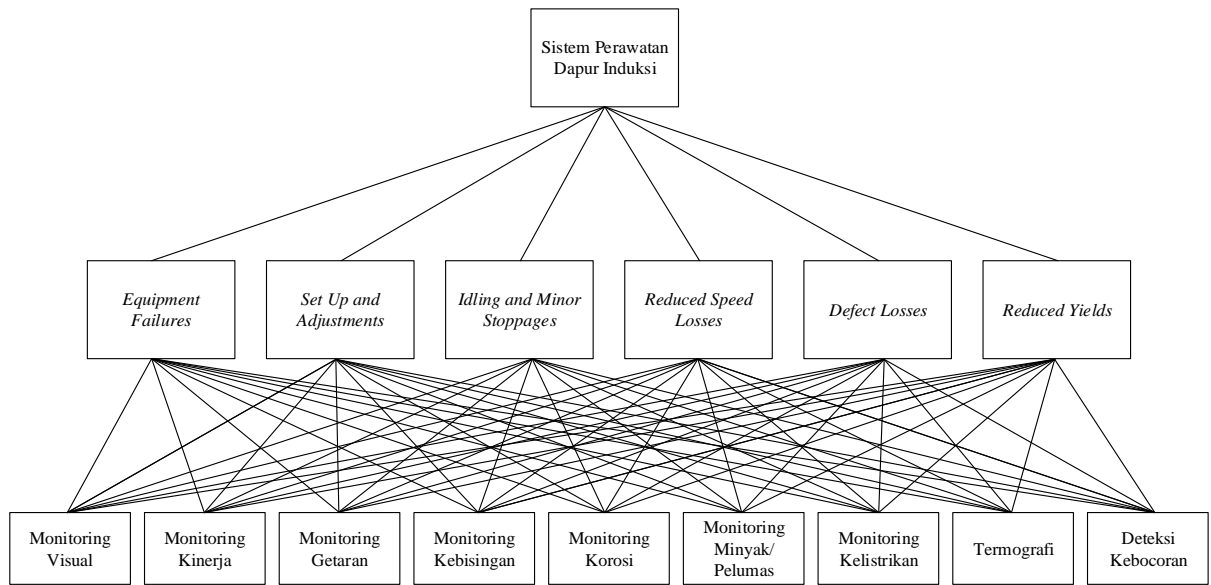 Sistem Perawatan
Dapur Induksi
Equipment
Failures
Set Up and
Adjustments
Idling and Minor
Stoppages
Reduced Speed
Losses
Defect Losses
Reduced Yields
Monitoring
Visual
Monitoring
Kinerja
Monitoring
Getaran
Monitoring
Kebisingan
Monitoring
Korosi
Monitoring
Minyak/
Pelumas
Monitoring
Kelistrikan
Termografi
Deteksi
Kebocoran